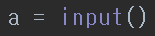 a = input()